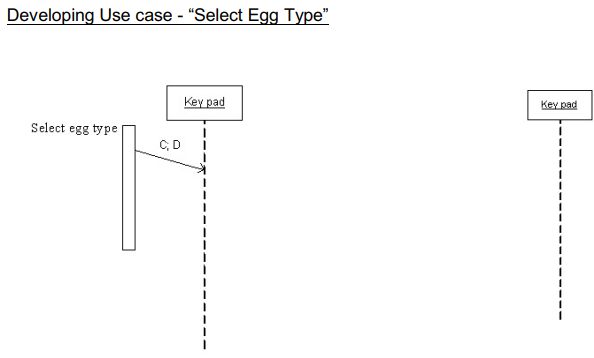 Developing Use case - “Select Egg Type”
Key pad
Key pad
Select egg type
C; D